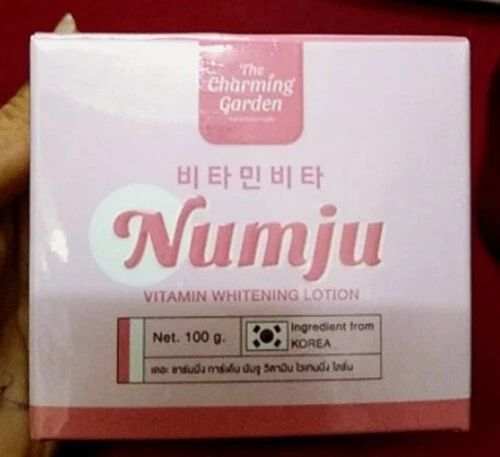 The
Charming
Garden
비타민비타
Numju
VITAMIN WHITENING LOTION
Net. 100 g.
Ingredient from
KOREA
เดอะ ชาร์มมิ่ง การ์เด้น นัมจู วิตามิน ไวเทนนิ่ง โลชั่น